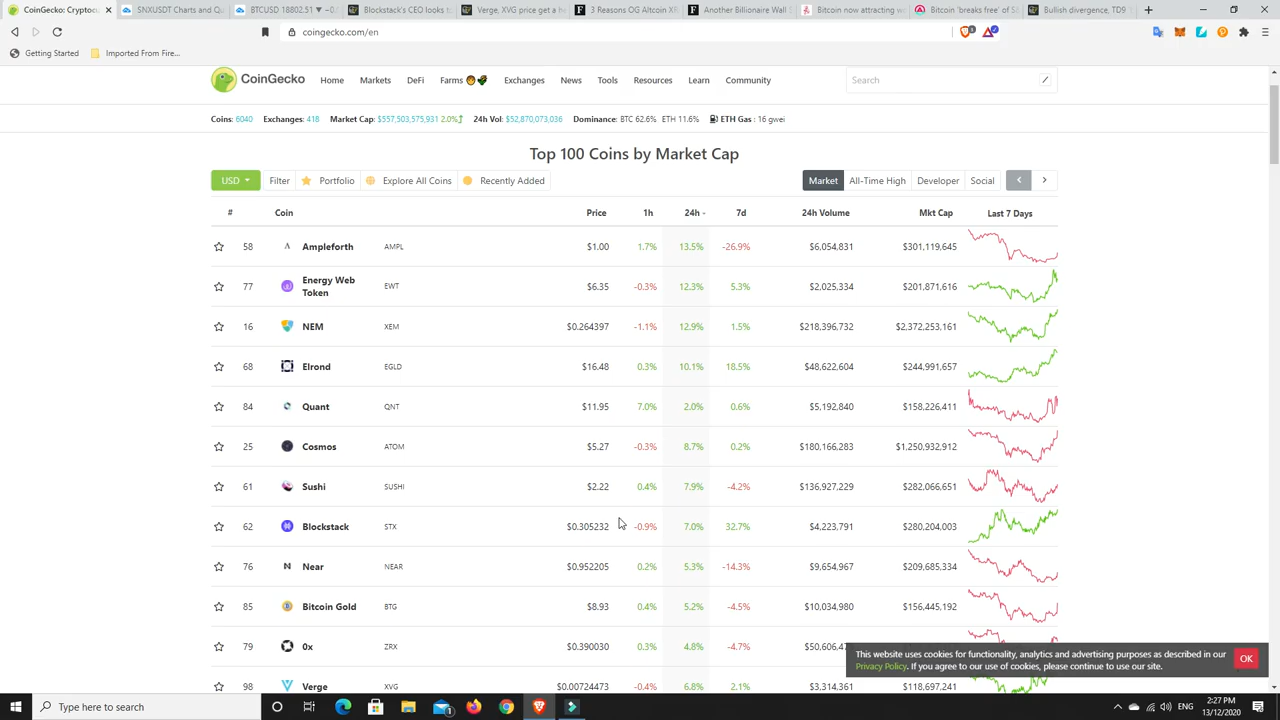 CoinGecko: Cryptoc
SNXUSDT Charts and Qu
BTCUSD 18802.51 ▼ −0.
Blockstack's CEO looks t
Verge, XVG price get a h
3 Reasons OG Altcoin XR
Another Billionaire Wall
Bitcoin now attracting w
Bitcoin 'breaks free' of S
Bullish divergence, TD9
coingecko.com/en
Getting Started
Imported From Fire...
CoinGecko Home Markets DeFi Farms Exchanges News Tools Resources Learn Community Search /
Coins: 6040 Exchanges: 418 Market Cap: $557,503,575,931 2.0% 24h Vol: $52,870,073,036 Dominance: BTC 62.6% ETH 11.6% ETH Gas : 16 gwei
Top 100 Coins by Market Cap
USD Filter Portfolio Explore All Coins Recently Added Market All-Time High Developer Social
# Coin Price 1h 24h 7d 24h Volume Mkt Cap Last 7 Days
58 Ampleforth AMPL $1.00 1.7% 13.5% -26.9% $6,054,831 $301,119,645
77 Energy Web Token EWT $6.35 -0.3% 12.3% 5.3% $2,025,334 $201,871,616
16 NEM XEM $0.264397 -1.1% 12.9% 1.5% $218,396,732 $2,372,253,161
68 Elrond EGLD $16.48 0.3% 10.1% 18.5% $48,622,604 $244,991,657
84 Quant QNT $11.95 7.0% 2.0% 0.6% $5,192,840 $158,226,411
25 Cosmos ATOM $5.27 -0.3% 8.7% 0.2% $180,166,283 $1,250,932,912
61 Sushi SUSHI $2.22 0.4% 7.9% -4.2% $136,927,229 $282,066,651
62 Blockstack STX $0.305232 -0.9% 7.0% 32.7% $4,223,791 $280,204,003
76 Near NEAR $0.952205 0.2% 5.3% -14.3% $9,654,967 $209,685,334
85 Bitcoin Gold BTG $8.93 0.4% 5.2% -4.5% $10,034,980 $156,445,192
79 0x ZRX $0.390030 0.3% 4.8% -4.7% $50,606,4
98 Verge XVG $0.00724473 -0.4% 6.8% 2.1% $3,314,361 $118,697,241
This website uses cookies for functionality, analytics and advertising purposes as described in our
Privacy Policy. If you agree to our use of cookies, please continue to use our site.
OK
Type here to search
ENG
2:27 PM
13/12/2020